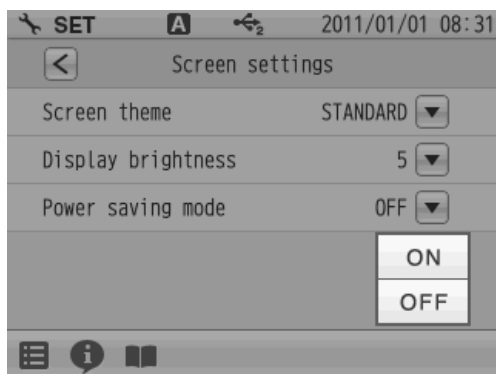 SET A 2 2011/01/01 08:31
Screen settings
Screen theme STANDARD
Display brightness 5
Power saving mode OFF
ON
OFF